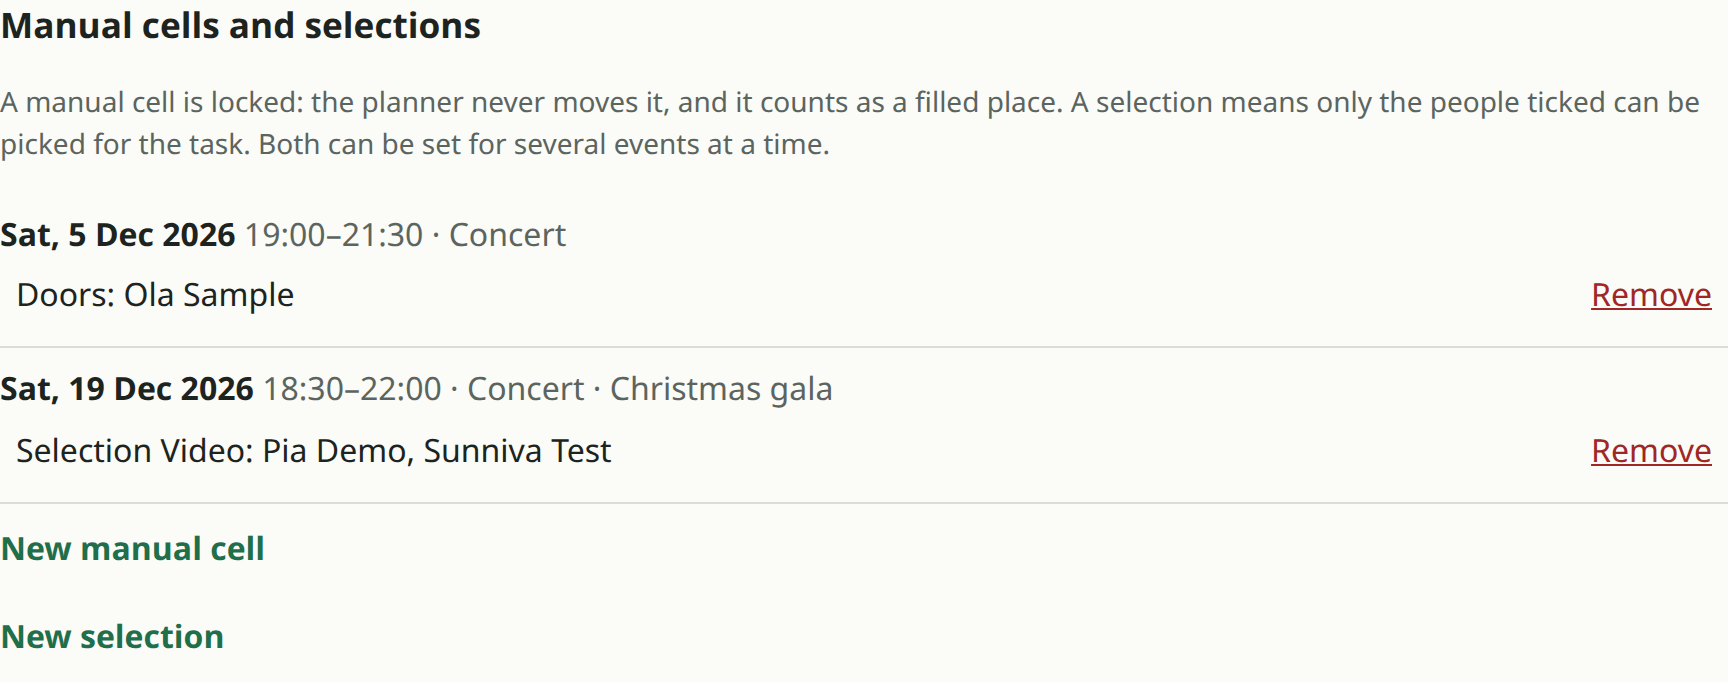 Manual cells and selections
A manual cell is locked: the planner never moves it, and it counts as a filled place. A selection means only the people ticked can be
picked for the task. Both can be set for several events at a time.
Sat, 5 Dec 2026 19:00–21:30 · Concert
Doors: Ola Sample Remove
Sat, 19 Dec 2026 18:30–22:00 · Concert · Christmas gala
Selection Video: Pia Demo, Sunniva Test Remove
New manual cell
New selection